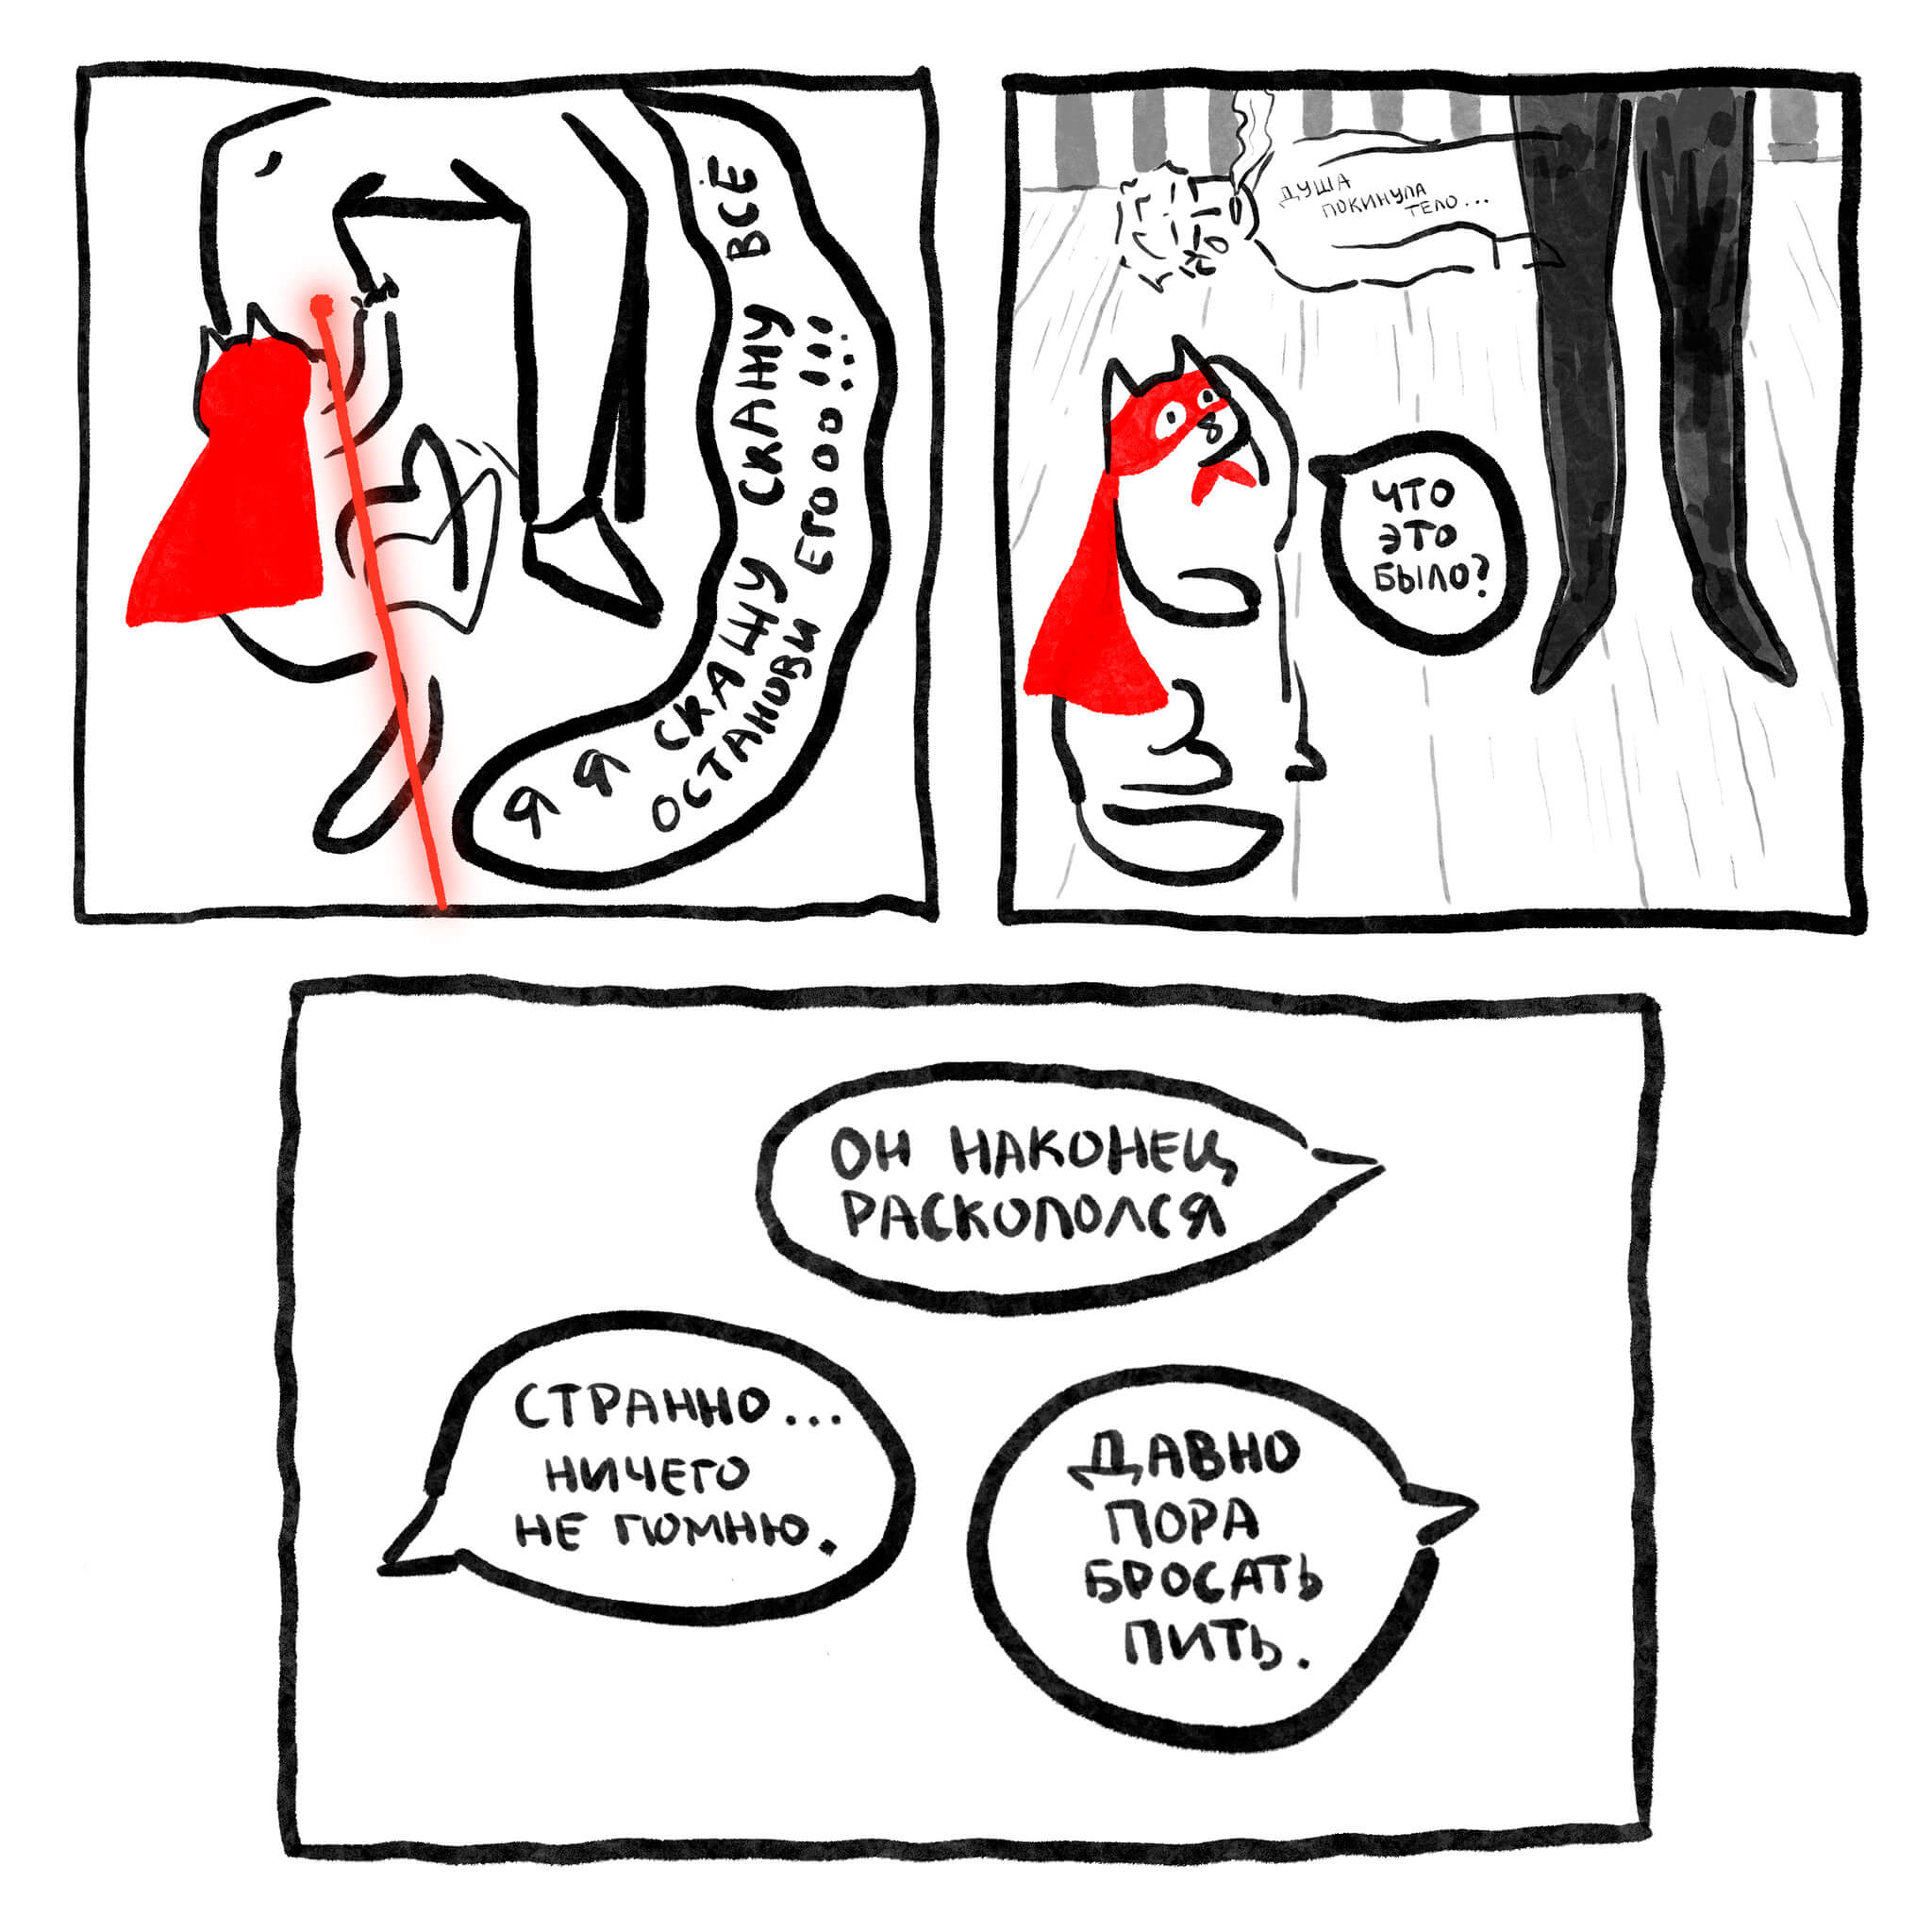 Я Я СКАЩУ СКАЖУ СКАЖУ ВСЁ
ОСТАНОВИ ЕГООО!!!
ДУША
ПОКИНУЛА
ТЕЛО...
ЧТО
ЭТО
БЫЛО?
ОН НАКОНЕЦ
РАСКОЛОЛСЯ
СТРАННО...
НИЧЕГО
НЕ ПОМНЮ.
ДАВНО
ПОРА
БРОСАТЬ
ПИТЬ.